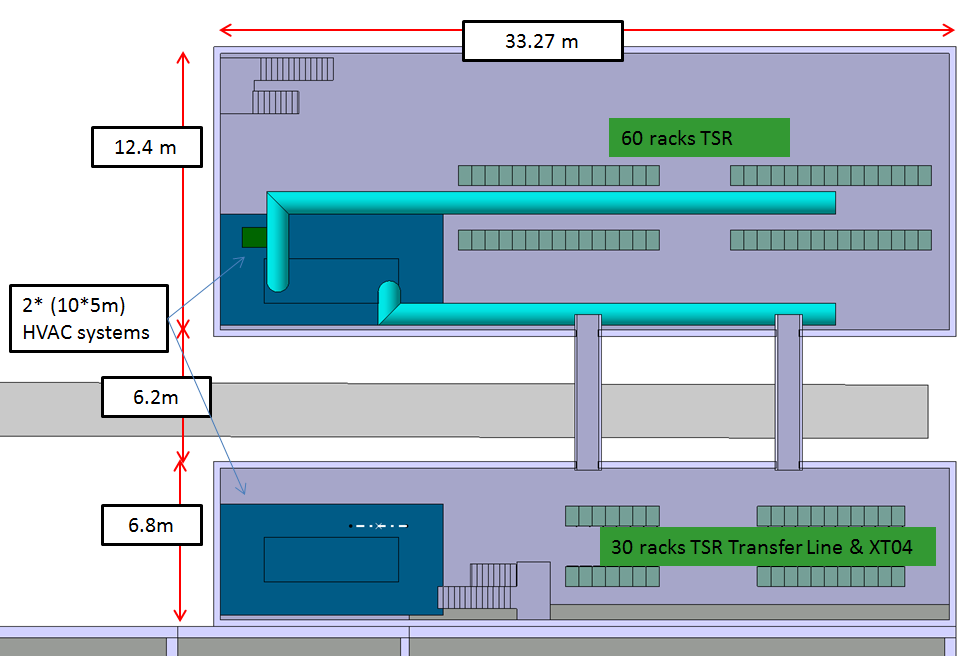 33.27 m
12.4 m
60 racks TSR
2* (10*5m)
HVAC systems
6.2m
6.8m
30 racks TSR Transfer Line & XT04